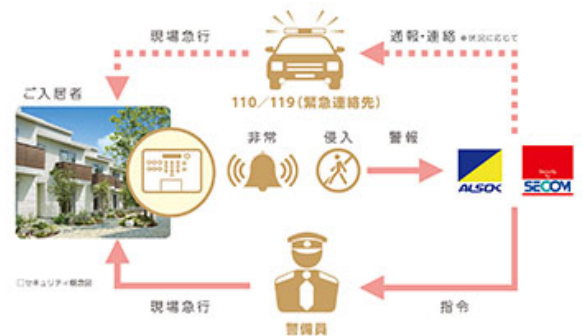 現場急行
通報・連絡 ※状況に応じて
ご入居者
110／119(緊急連絡先)
非常
侵入
警報
ALSOK
Security by
SECOM
□セキュリティ概念図
現場急行
指令
警備員